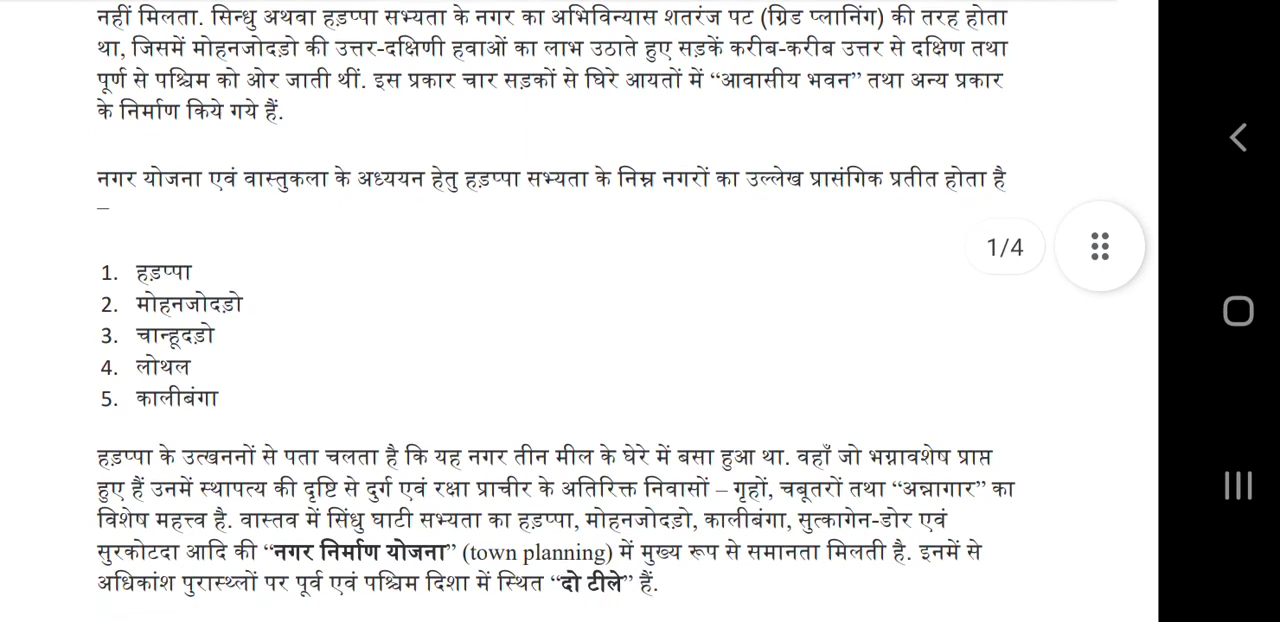 नहीं मिलता. सिन्धु अथवा हड़प्पा सभ्यता के नगर का अभिविन्यास शतरंज पट (ग्रिड प्लानिंग) की तरह होता
था, जिसमें मोहनजोदड़ो की उत्तर-दक्षिणी हवाओं का लाभ उठाते हुए सड़कें करीब-करीब उत्तर से दक्षिण तथा
पूर्ण से पश्चिम को ओर जाती थीं. इस प्रकार चार सड़कों से घिरे आयतों में “आवासीय भवन” तथा अन्य प्रकार
के निर्माण किये गये हैं.
नगर योजना एवं वास्तुकला के अध्ययन हेतु हड़प्पा सभ्यता के निम्न नगरों का उल्लेख प्रासंगिक प्रतीत होता है
–
1/4
1. हड़प्पा
2. मोहनजोदड़ो
3. चान्हूदड़ो
4. लोथल
5. कालीबंगा
हड़प्पा के उत्खननों से पता चलता है कि यह नगर तीन मील के घेरे में बसा हुआ था. वहाँ जो भग्नावशेष प्राप्त
हुए हैं उनमें स्थापत्य की दृष्टि से दुर्ग एवं रक्षा प्राचीर के अतिरिक्त निवासों – गृहों, चबूतरों तथा “अन्नागार” का
विशेष महत्त्व है. वास्तव में सिंधु घाटी सभ्यता का हड़प्पा, मोहनजोदड़ो, कालीबंगा, सुत्कागेन-डोर एवं
सुरकोटदा आदि की “नगर निर्माण योजना” (town planning) में मुख्य रूप से समानता मिलती है. इनमें से
अधिकांश पुरास्थ्लों पर पूर्व एवं पश्चिम दिशा में स्थित “दो टीले” हैं.